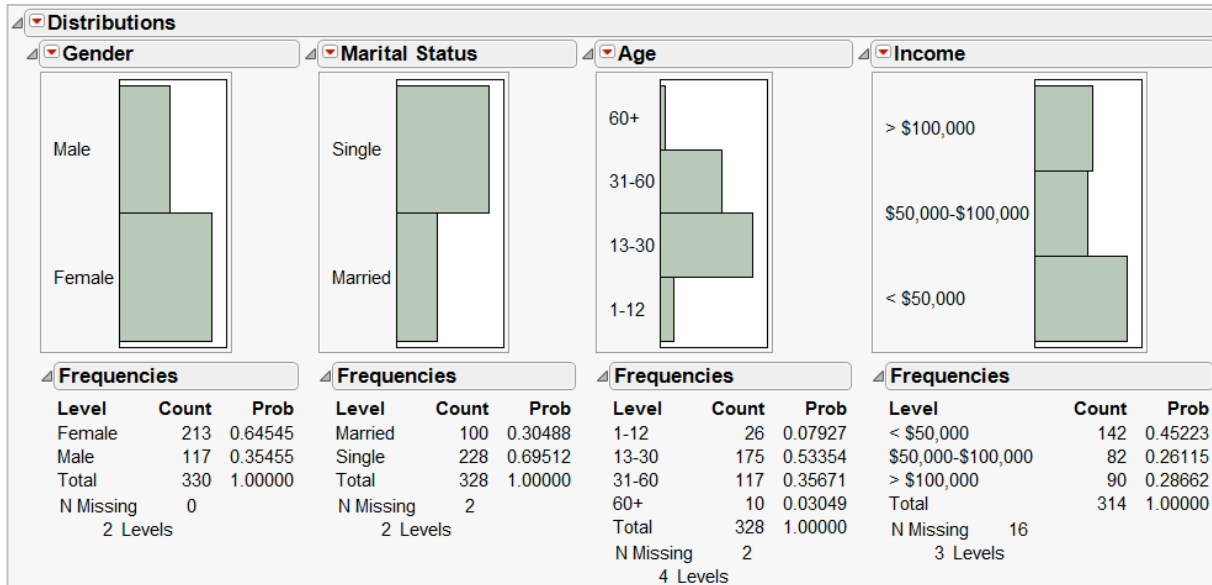 Distributions
Gender
Male
Female
Frequencies
Level Count Prob
Female 213 0.64545
Male 117 0.35455
Total 330 1.00000
N Missing 0
2 Levels
Marital Status
Single
Married
Frequencies
Level Count Prob
Married 100 0.30488
Single 228 0.69512
Total 328 1.00000
N Missing 2
2 Levels
Age
60+
31-60
13-30
1-12
Frequencies
Level Count Prob
1-12 26 0.07927
13-30 175 0.53354
31-60 117 0.35671
60+ 10 0.03049
Total 328 1.00000
N Missing 2
4 Levels
Income
> $100,000
$50,000-$100,000
< $50,000
Frequencies
Level Count Prob
< $50,000 142 0.45223
$50,000-$100,000 82 0.26115
> $100,000 90 0.28662
Total 314 1.00000
N Missing 16
3 Levels